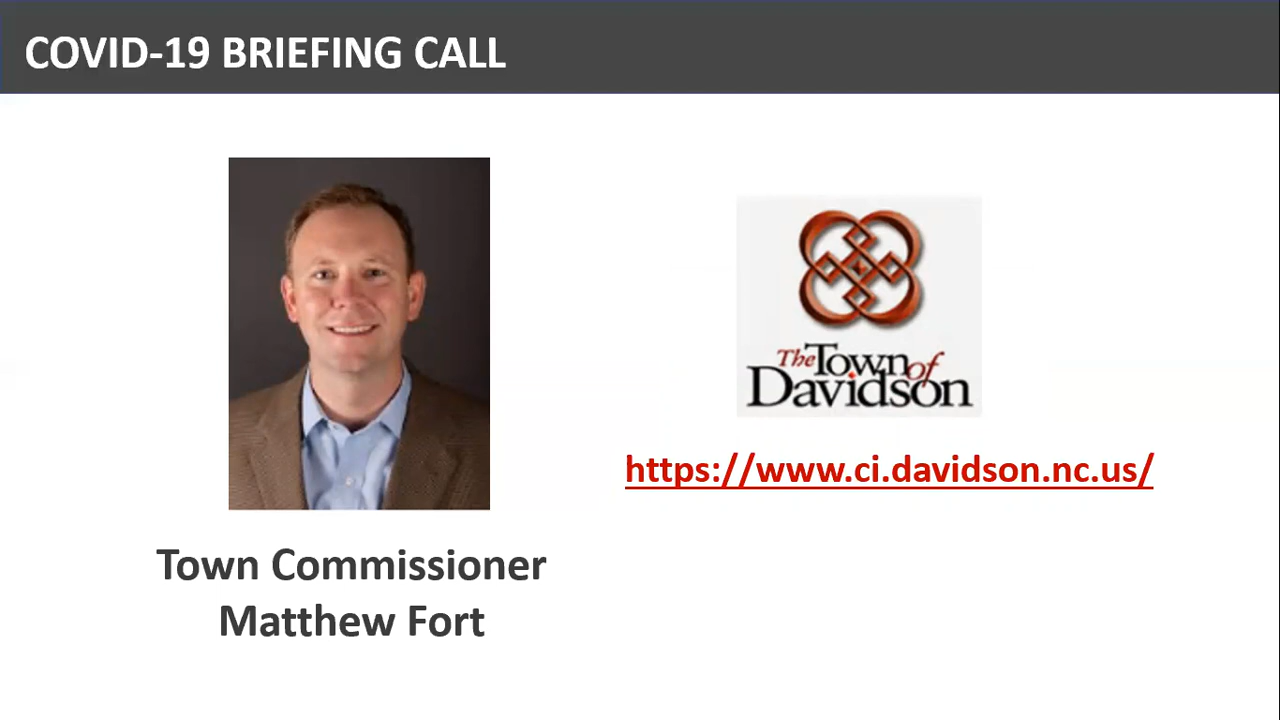 COVID-19 BRIEFING CALL
The Town of
Davidson
https://www.ci.davidson.nc.us/
Town Commissioner
Matthew Fort